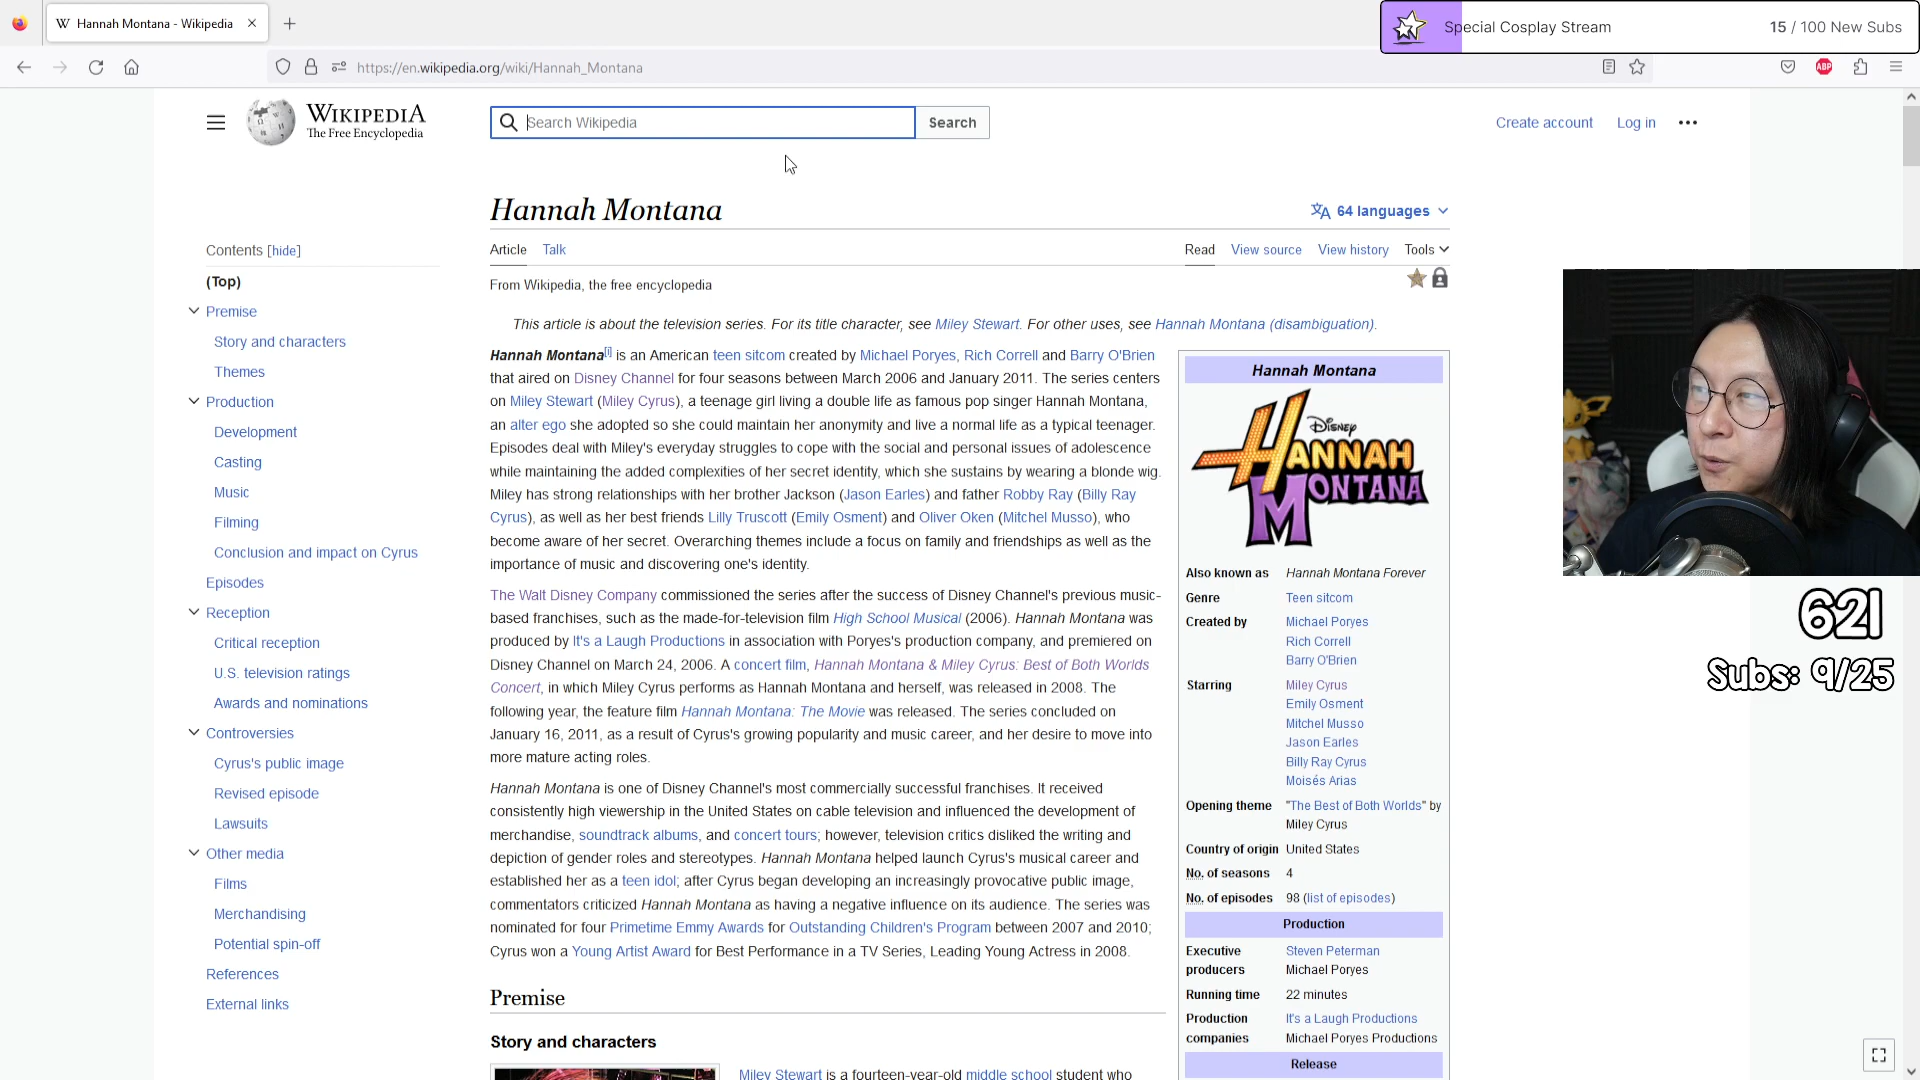 Hannah Montana - Wikipedia
Special Cosplay Stream 15 / 100 New Subs
https://en.wikipedia.org/wiki/Hannah_Montana
ABP
WIKIPEDIA
The Free Encyclopedia
Search Wikipedia
Search
Create account Log in
Hannah Montana
64 languages
Article Talk
Read View source View history Tools
From Wikipedia, the free encyclopedia
Contents [hide]
(Top)
Premise
Story and characters
Themes
Production
Development
Casting
Music
Filming
Conclusion and impact on Cyrus
Episodes
Reception
Critical reception
U.S. television ratings
Awards and nominations
Controversies
Cyrus's public image
Revised episode
Lawsuits
Other media
Films
Merchandising
Potential spin-off
References
External links
This article is about the television series. For its title character, see Miley Stewart. For other uses, see Hannah Montana (disambiguation).
Hannah Montana[i] is an American teen sitcom created by Michael Poryes, Rich Correll and Barry O'Brien
that aired on Disney Channel for four seasons between March 2006 and January 2011. The series centers
on Miley Stewart (Miley Cyrus), a teenage girl living a double life as famous pop singer Hannah Montana,
an alter ego she adopted so she could maintain her anonymity and live a normal life as a typical teenager.
Episodes deal with Miley's everyday struggles to cope with the social and personal issues of adolescence
while maintaining the added complexities of her secret identity, which she sustains by wearing a blonde wig.
Miley has strong relationships with her brother Jackson (Jason Earles) and father Robby Ray (Billy Ray
Cyrus), as well as her best friends Lilly Truscott (Emily Osment) and Oliver Oken (Mitchel Musso), who
become aware of her secret. Overarching themes include a focus on family and friendships as well as the
importance of music and discovering one's identity.
The Walt Disney Company commissioned the series after the success of Disney Channel's previous music-
based franchises, such as the made-for-television film High School Musical (2006). Hannah Montana was
produced by It's a Laugh Productions in association with Poryes's production company, and premiered on
Disney Channel on March 24, 2006. A concert film, Hannah Montana & Miley Cyrus: Best of Both Worlds
Concert, in which Miley Cyrus performs as Hannah Montana and herself, was released in 2008. The
following year, the feature film Hannah Montana: The Movie was released. The series concluded on
January 16, 2011, as a result of Cyrus's growing popularity and music career, and her desire to move into
more mature acting roles.
Hannah Montana is one of Disney Channel's most commercially successful franchises. It received
consistently high viewership in the United States on cable television and influenced the development of
merchandise, soundtrack albums, and concert tours; however, television critics disliked the writing and
depiction of gender roles and stereotypes. Hannah Montana helped launch Cyrus's musical career and
established her as a teen idol; after Cyrus began developing an increasingly provocative public image,
commentators criticized Hannah Montana as having a negative influence on its audience. The series was
nominated for four Primetime Emmy Awards for Outstanding Children's Program between 2007 and 2010;
Cyrus won a Young Artist Award for Best Performance in a TV Series, Leading Young Actress in 2008.
Premise
Story and characters
Miley Stewart is a fourteen-year-old middle school student who
Hannah Montana
Disney
HANNAH
MONTANA
Also known as Hannah Montana Forever
Genre Teen sitcom
Created by Michael Poryes
Rich Correll
Barry O'Brien
Starring Miley Cyrus
Emily Osment
Mitchel Musso
Jason Earles
Billy Ray Cyrus
Moisés Arias
Opening theme "The Best of Both Worlds" by
Miley Cyrus
Country of origin United States
No. of seasons 4
No. of episodes 98 (list of episodes)
Production
Executive Steven Peterman
producers Michael Poryes
Running time 22 minutes
Production It's a Laugh Productions
companies Michael Poryes Productions
Release
621
Subs: 9/25